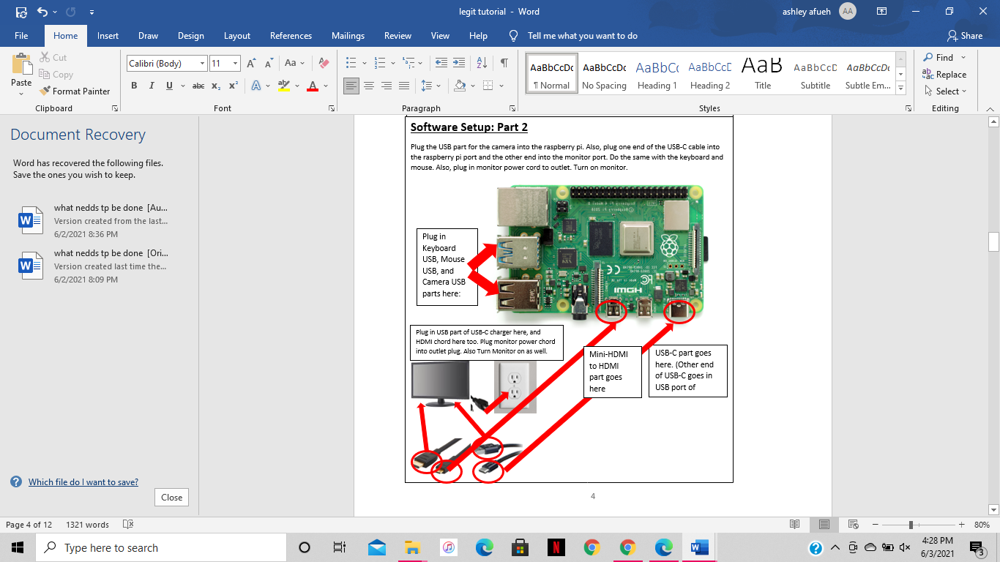 legit tutorial - Word
ashley afueh
AA
File
Home
Insert
Draw
Design
Layout
References
Mailings
Review
View
Help
Tell me what you want to do
Share
Paste
Cut
Copy
Format Painter
Clipboard
Calibri (Body)
11
Font
Paragraph
AaBbCcDc
¶ Normal
AaBbCcDc
No Spacing
AaBbCc
Heading 1
AaBbCcD
Heading 2
AaB
Title
AaBbCcD
Subtitle
AaBbCcDc
Subtle Em...
Styles
Find
Replace
Select
Editing
Document Recovery
Word has recovered the following files.
Save the ones you wish to keep.
what nedds tp be done [Au...
Version created from the last...
6/2/2021 8:36 PM
what nedds tp be done [Ori...
Version created last time the...
6/2/2021 8:09 PM
Which file do I want to save?
Close
Software Setup: Part 2
Plug the USB part for the camera into the raspberry pi. Also, plug one end of the USB-C cable into
the raspberry pi port and the other end into the monitor port. Do the same with the keyboard and
mouse. Also, plug in monitor power cord to outlet. Turn on monitor.
Plug in
Keyboard
USB, Mouse
USB, and
Camera USB
parts here:
Plug in USB part of USB-C charger here, and
HDMI chord here too. Plug monitor power chord
into outlet plug. Also Turn Monitor on as well.
Mini-HDMI
to HDMI
part goes
here
USB-C part goes
here. (Other end
of USB-C goes in
USB port of
4
Page 4 of 12
1321 words
80%
Type here to search
4:28 PM
6/3/2021
3